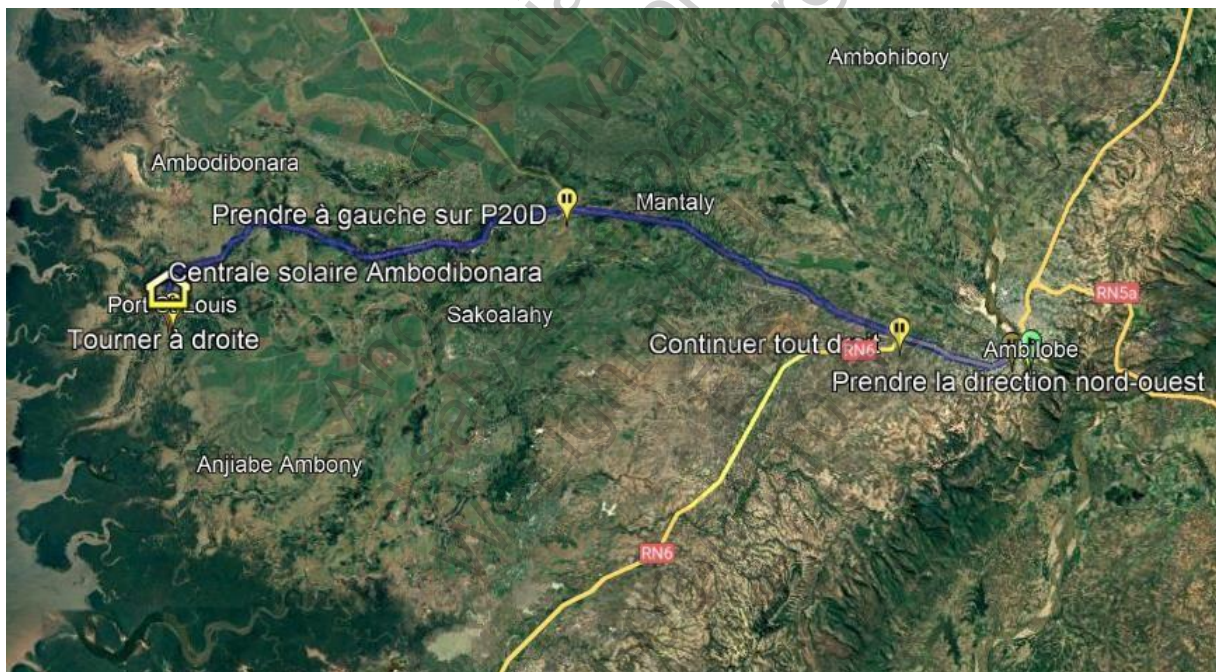 Ambohibory
Ambodibonara
Mantaly
Prendre à gauche sur P20D
Centrale solaire Ambodibonara
RN5a
Port St Louis
Sakoalahy
Tourner à droite
Continuer tout droit
RN6
Ambilobe
Prendre la direction nord-ouest
Anjiabe Ambony
RN6